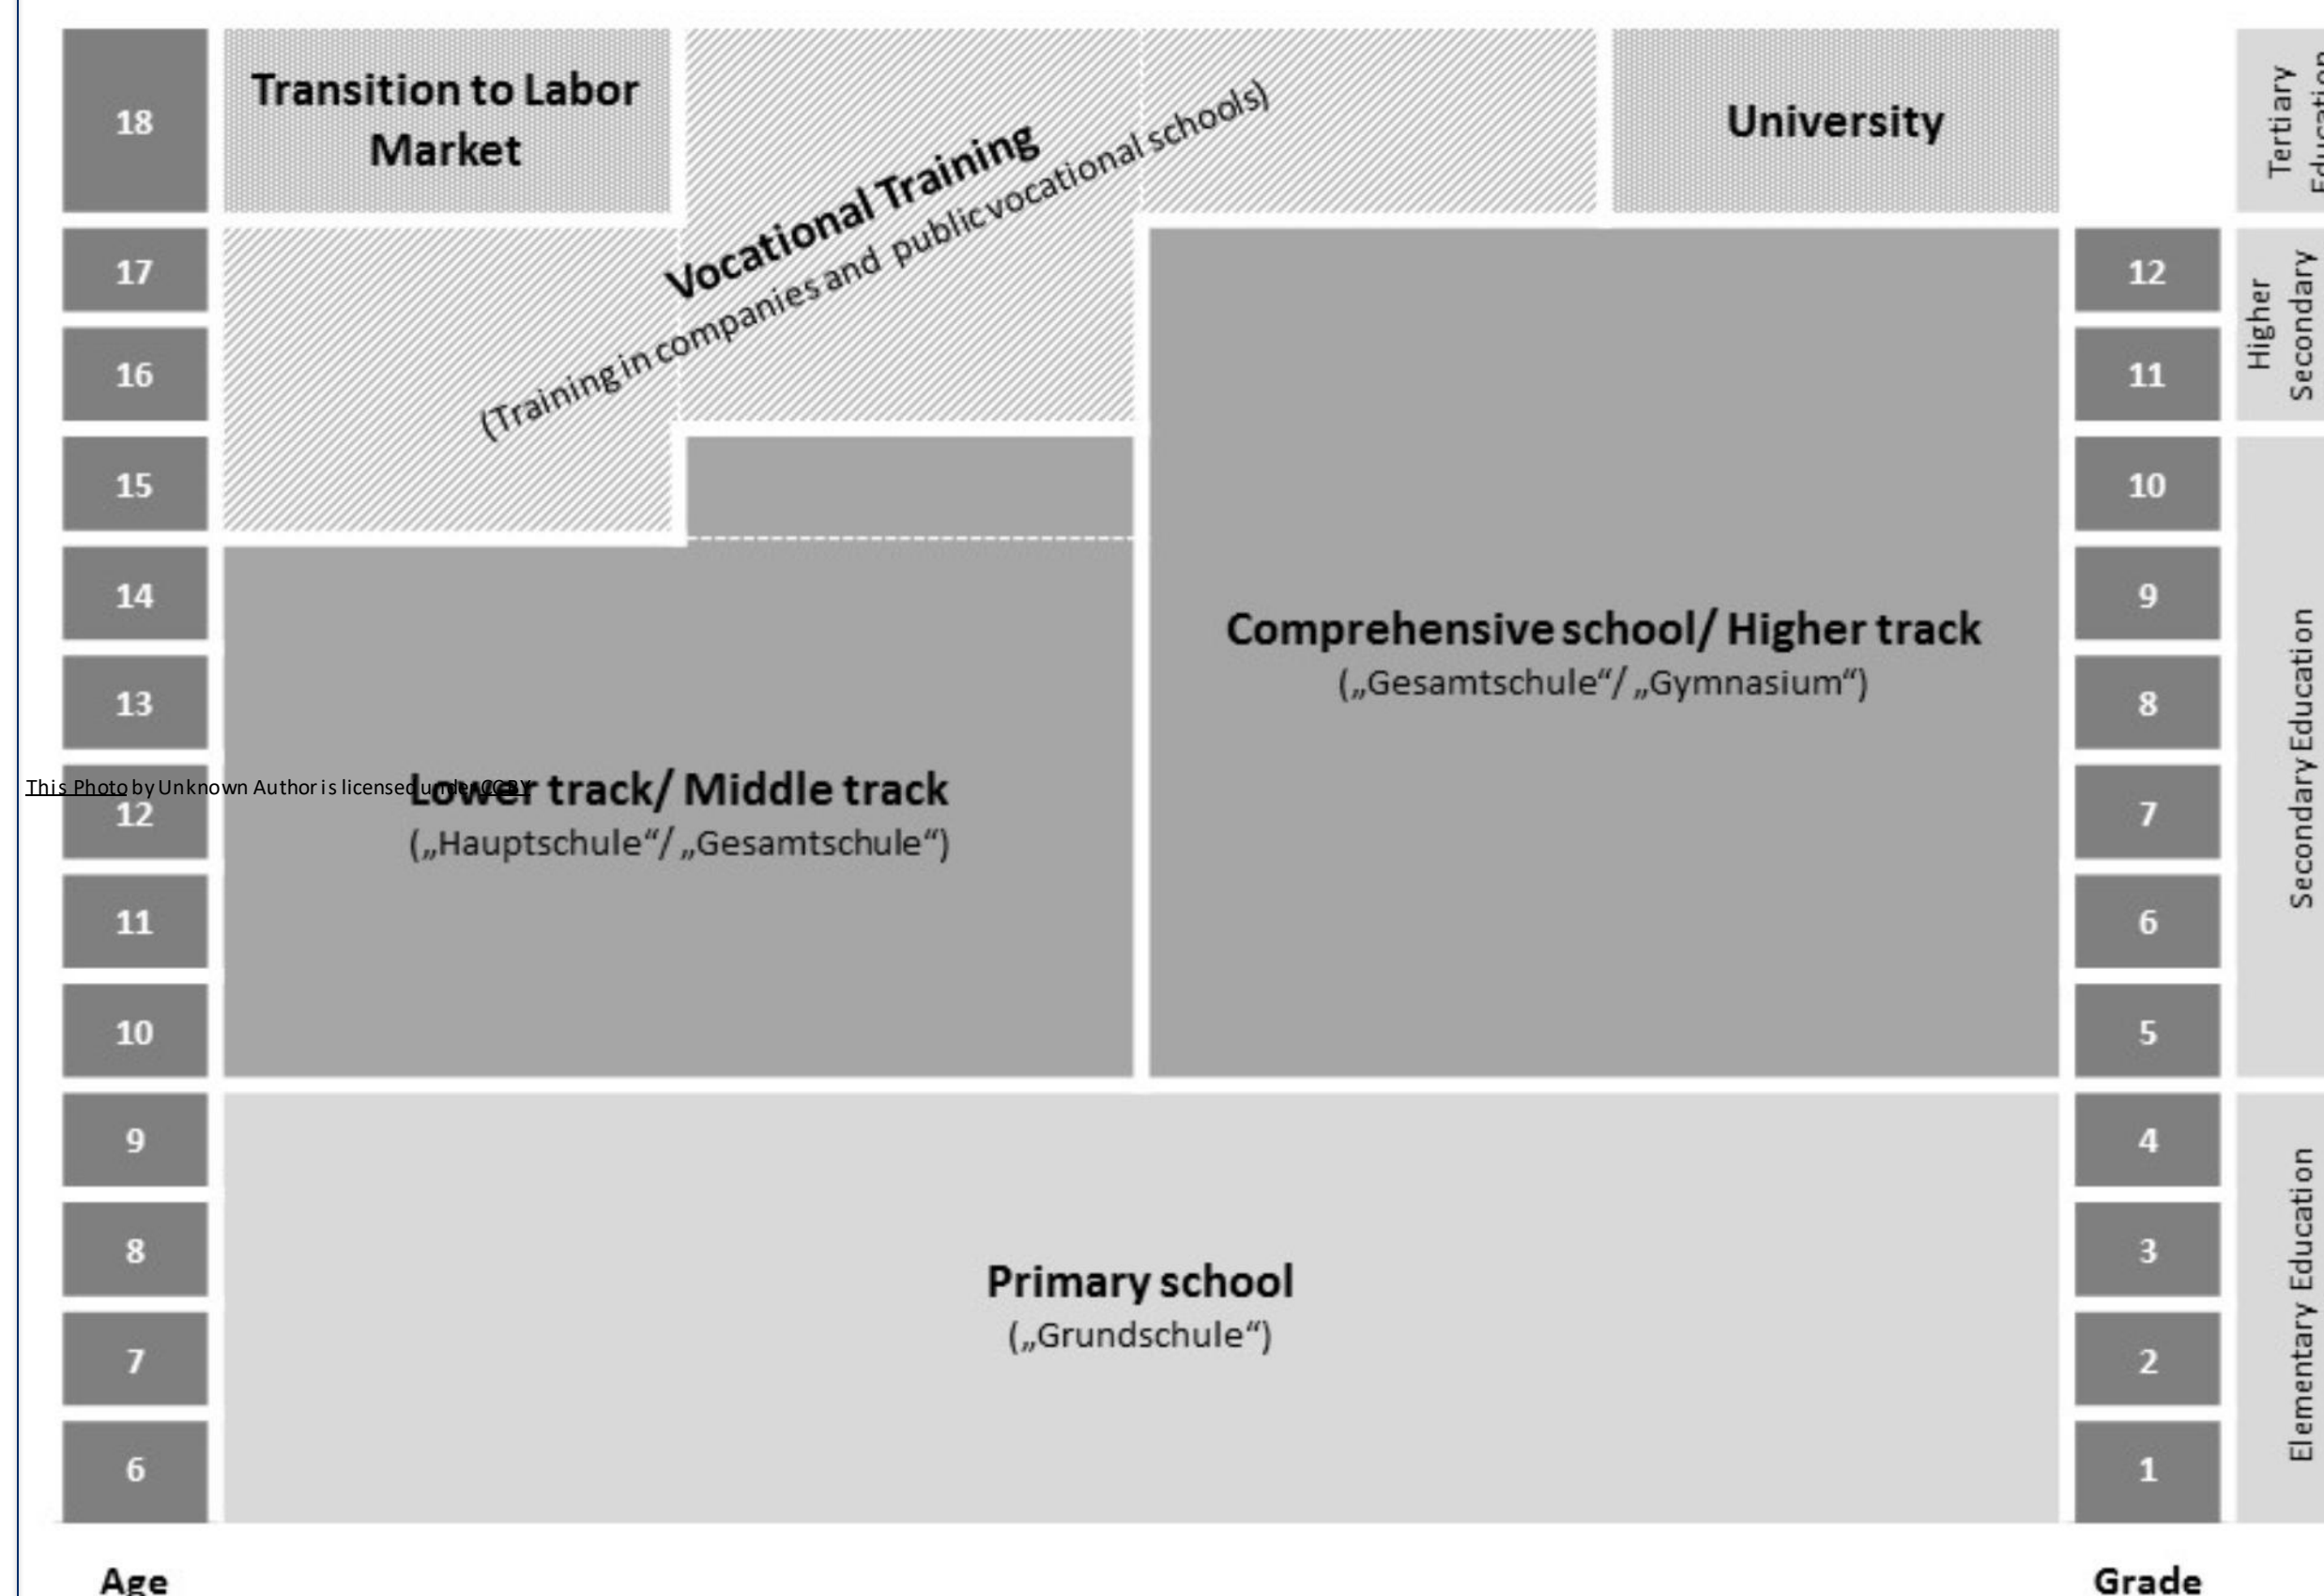 18
Transition to Labor
Market
Vocational Training
(Training in companies and public vocational schools)
University
Tertiary
Education
17
12
Higher
Secondary
16
11
15
10
14
9
Comprehensive school/ Higher track
(„Gesamtschule“/ „Gymnasium“)
13
8
Secondary Education
This Photo by Unknown Author is licensed under CC BY
Lower track/ Middle track
(„Hauptschule“/ „Gesamtschule“)
12
7
11
6
10
5
9
4
8
3
Primary school
(„Grundschule“)
Elementary Education
7
2
6
1
Age
Grade